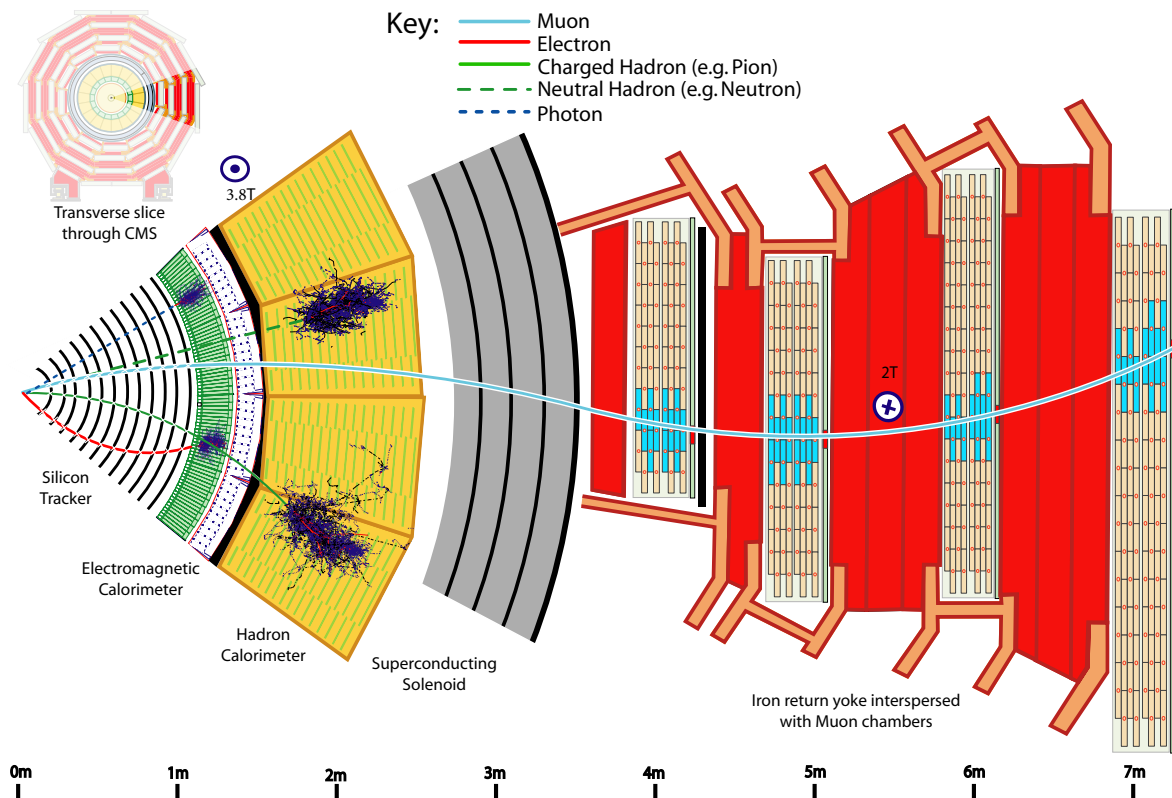 Key:
Muon
Electron
Charged Hadron (e.g. Pion)
Neutral Hadron (e.g. Neutron)
Photon
Transverse slice
through CMS
3.8T
2T
Silicon
Tracker
Electromagnetic
Calorimeter
Hadron
Calorimeter
Superconducting
Solenoid
Iron return yoke interspersed
with Muon chambers
0m 1m 2m 3m 4m 5m 6m 7m